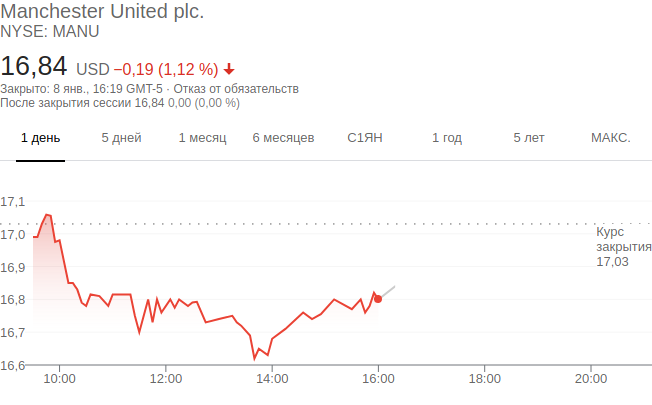 Manchester United plc.
NYSE: MANU
16,84 USD −0,19 (1,12 %)
Закрыто: 8 янв., 16:19 GMT-5 · Отказ от обязательств
После закрытия сессии 16,84 0,00 (0,00 %)
1 день 5 дней 1 месяц 6 месяцев С1ЯН 1 год 5 лет МАКС.
17,1
17,0
16,9
16,8
16,7
16,6
Курс
закрытия
17,03
10:00 12:00 14:00 16:00 18:00 20:00